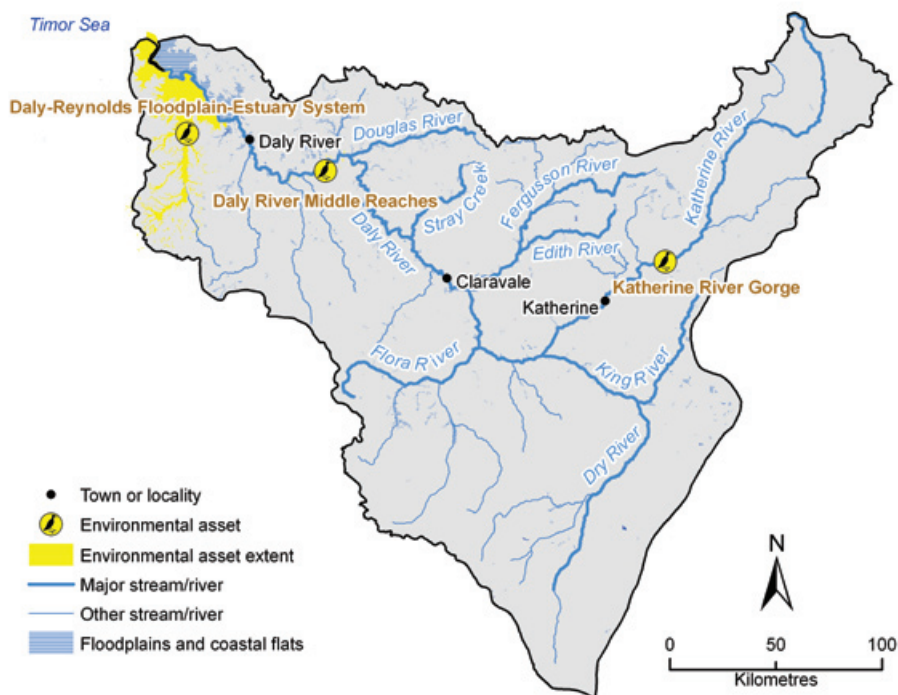 Timor Sea
Daly-Reynolds Floodplain-Estuary System
Daly River
Douglas River
Katherine River
Fergusson River
Stray Creek
Daly River Middle Reaches
Daly River
Edith River
Claravale
Katherine River Gorge
Katherine
Flora River
King River
Dry River
Town or locality
Environmental asset
Environmental asset extent
Major stream/river
Other stream/river
Floodplains and coastal flats
N
0 50 100
Kilometres